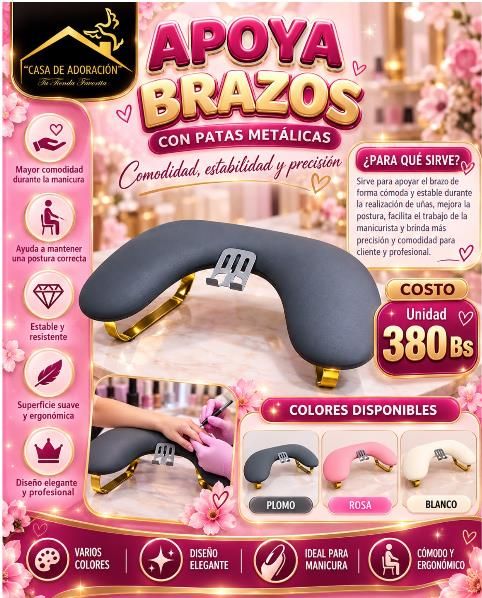 "CASA DE ADORACIÓN"
Tu Tienda Favorita
APOYA
BRAZOS
CON PATAS METÁLICAS
Comodidad, estabilidad y precisión
Mayor comodidad
durante la manicura
Ayuda a mantener
una postura correcta
Estable y
resistente
Superficie suave
y ergonómica
Diseño elegante
y profesional
¿PARA QUÉ SIRVE?
Sirve para apoyar el brazo de
forma cómoda y estable durante
la realización de uñas, mejora la
postura, facilita el trabajo de la
manicurista y brinda más
precisión y comodidad para
cliente y profesional.
COSTO
Unidad
380 Bs
COLORES DISPONIBLES
PLOMO
ROSA
BLANCO
VARIOS
COLORES
DISEÑO
ELEGANTE
IDEAL PARA
MANICURA
CÓMODO Y
ERGONÓMICO